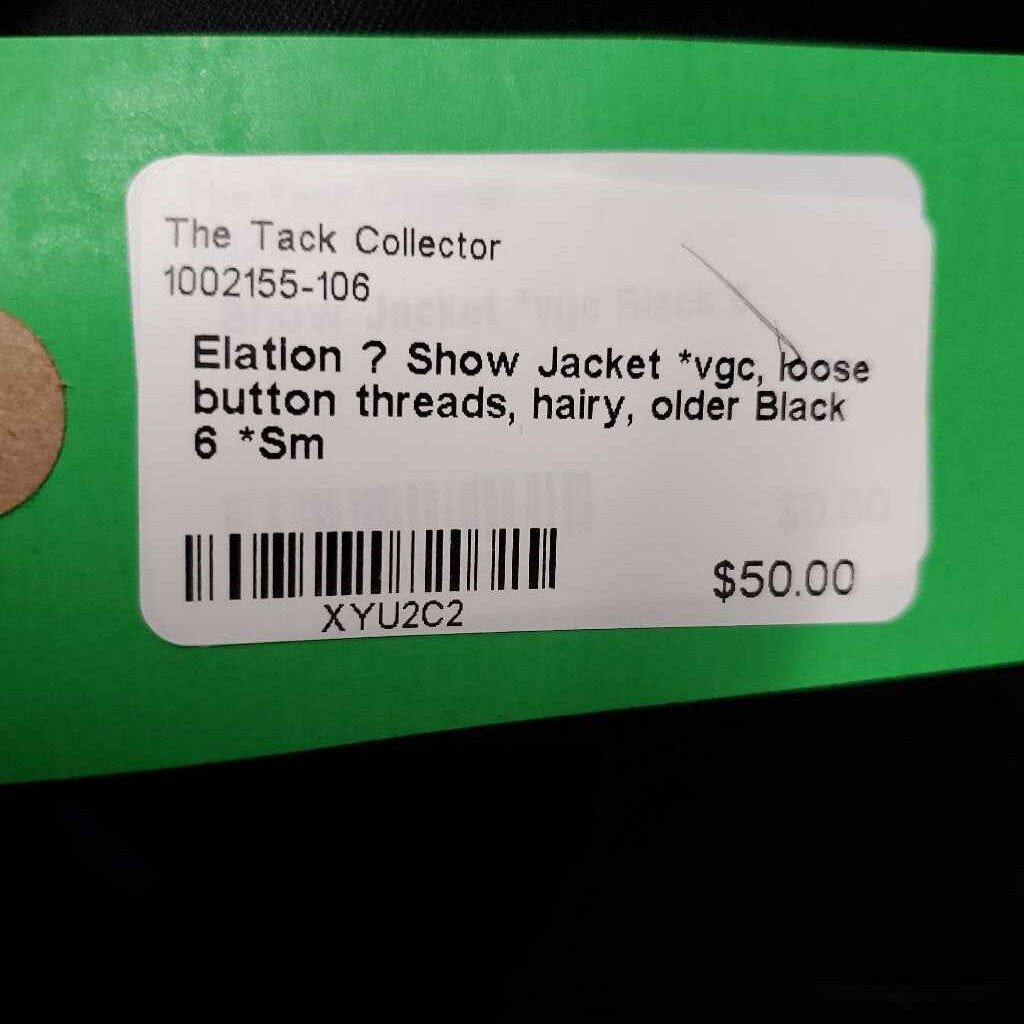 The Tack Collector
1002155-106
Elation ? Show Jacket *vgc, loose
button threads, hairy, older Black
6 *Sm
XYU2C2
$50.00